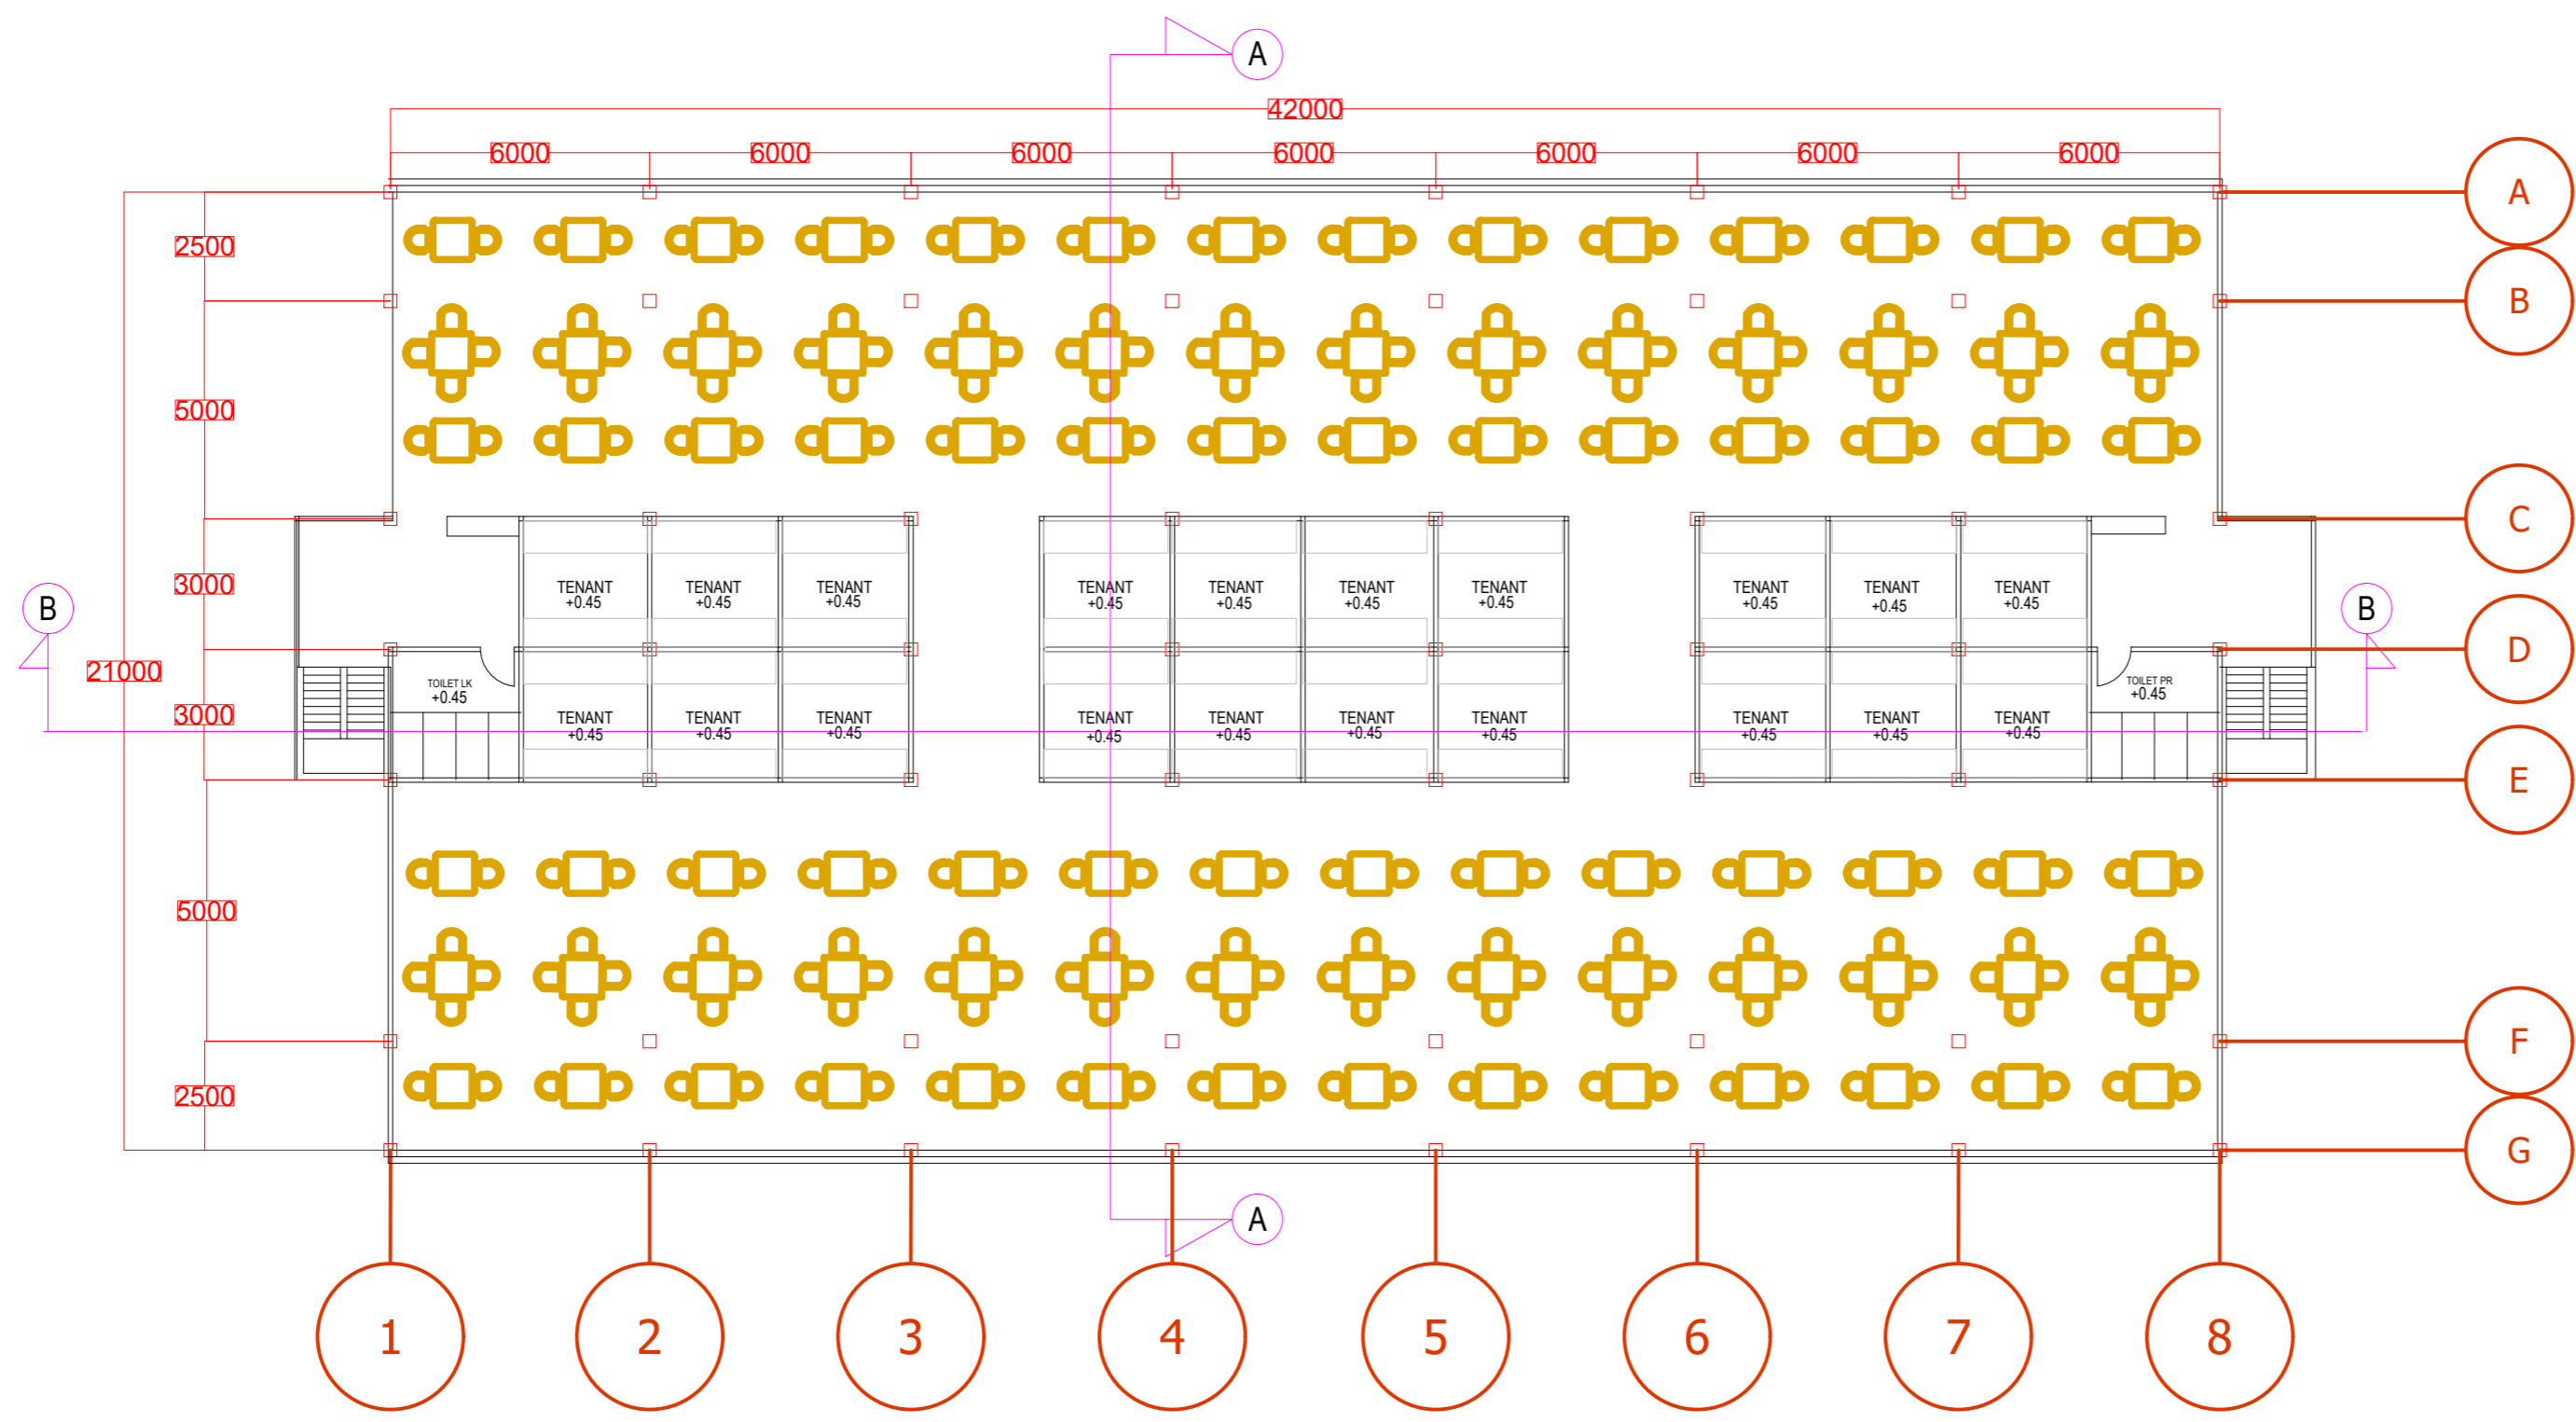 A
42000
6000 6000 6000 6000 6000 6000 6000
A
2500
B
5000
C
3000
TENANT TENANT TENANT TENANT TENANT TENANT TENANT TENANT TENANT TENANT
+0.45 +0.45 +0.45 +0.45 +0.45 +0.45 +0.45 +0.45 +0.45 +0.45
B B
D
21000
TOILET LK TOILET PR
+0.45 +0.45
3000
TENANT TENANT TENANT TENANT TENANT TENANT TENANT TENANT TENANT TENANT
+0.45 +0.45 +0.45 +0.45 +0.45 +0.45 +0.45 +0.45 +0.45 +0.45
E
5000
F
2500
G
A
1 2 3 4 5 6 7 8